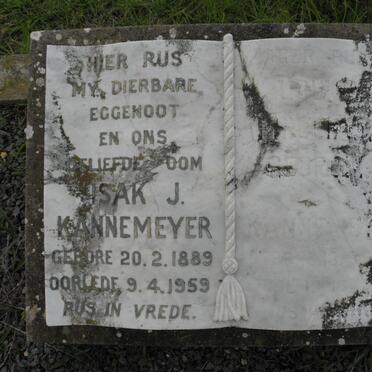 HIER RUS
MY DIERBARE
EGGENOOT
EN ONS
GELIEFDE OOM
ISAK J.
KANNEMEYER
GEBORE 20.2.1889
OORLEDE 9.4.1959
RUS IN VREDE.